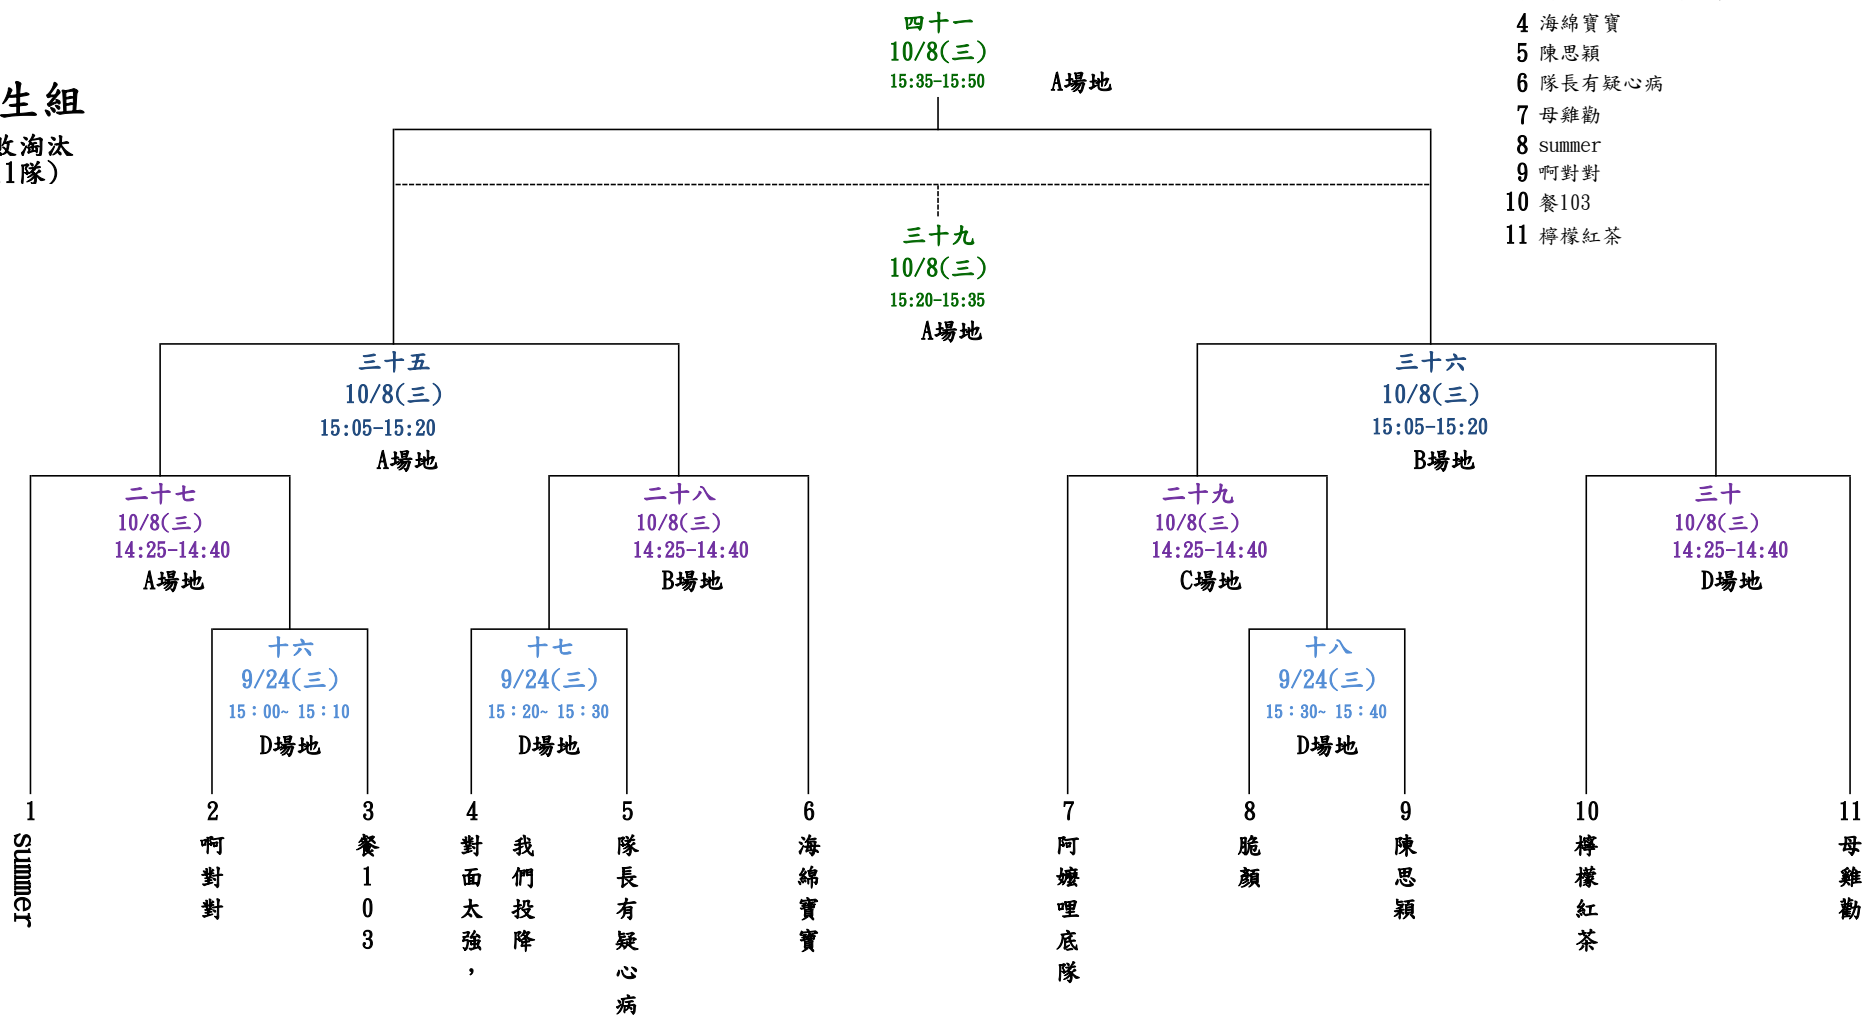 四十一
10/8(三)
15:35-15:50
A場地
4 海綿寶寶
5 陳思穎
6 隊長有疑心病
7 母雞勸
8 summer
9 啊對對
10 餐103
11 檸檬紅茶
生組
敗淘汰
1隊)
三十九
10/8(三)
15:20-15:35
A場地
三十五
10/8(三)
15:05-15:20
A場地
三十六
10/8(三)
15:05-15:20
B場地
二十七
10/8(三)
14:25-14:40
A場地
二十八
10/8(三)
14:25-14:40
B場地
二十九
10/8(三)
14:25-14:40
C場地
三十
10/8(三)
14:25-14:40
D場地
十六
9/24(三)
15：00~ 15：10
D場地
十七
9/24(三)
15：20~ 15：30
D場地
十八
9/24(三)
15：30~ 15：40
D場地
1
summer
2
啊對對
3
餐103
4
對面太強，
我們投降
5
隊長有疑心病
6
海綿寶寶
7
阿嬤哩底隊
8
脆顏
9
陳思穎
10
檸檬紅茶
11
母雞勸